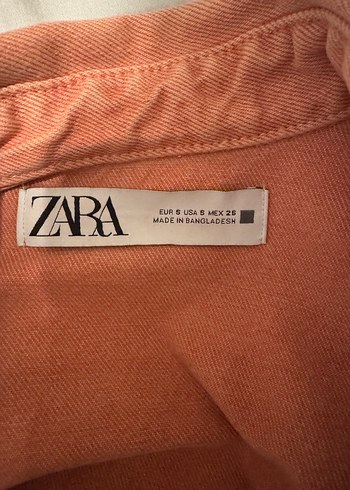 ZARA
EUR S USA S MEX 26
MADE IN BANGLADESH